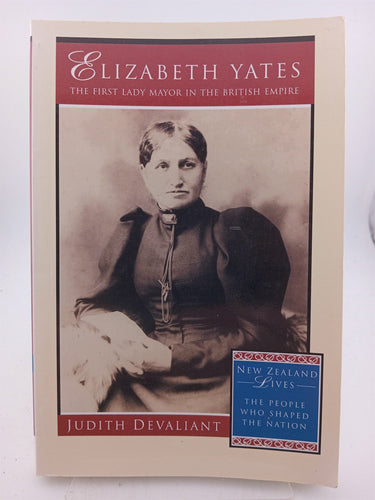 ELIZABETH YATES
THE FIRST LADY MAYOR IN THE BRITISH EMPIRE
NEW ZEALAND
LIVES
THE PEOPLE
WHO SHAPED
THE NATION
JUDITH DEVALIANT